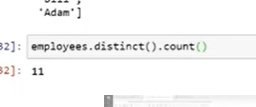 'Adam']
32]: employees.distinct().count()
32]: 11